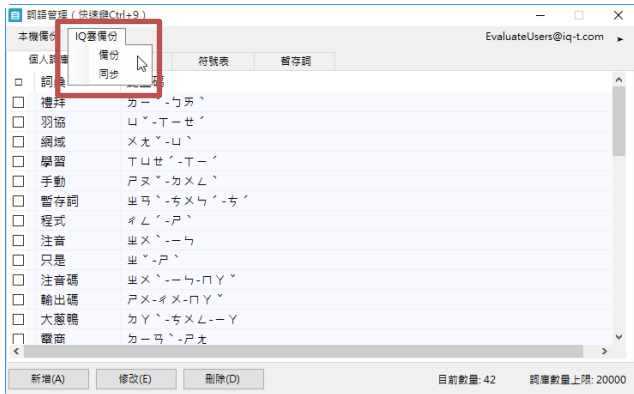 詞語管理（快速鍵Ctrl+9）
本機備份 IQ雲備份 EvaluateUsers@iq-t.com
備份
同步
個人詞庫 符號表 暫存詞
禮拜 ㄉㄧˇ-ㄅㄞˋ
羽協 ㄩˇ-ㄒㄧㄝˊ
網域 ㄨㄤˇ-ㄩˋ
學習 ㄒㄩㄝˊ-ㄒㄧˊ
手動 ㄕㄡˇ-ㄉㄨㄥˋ
暫存詞 ㄓㄢˋ-ㄘㄨㄣˊ-ㄘˊ
程式 ㄔㄥˊ-ㄕˋ
注音 ㄓㄨˋ-ㄧㄣ
只是 ㄓˇ-ㄕˋ
注音碼 ㄓㄨˋ-ㄧㄣ-ㄇㄚˇ
輸出碼 ㄕㄨ-ㄔㄨ-ㄇㄚˇ
大蔥鴨 ㄉㄚˋ-ㄘㄨㄥ-ㄧㄚ
電商 ㄉㄧㄢˋ-ㄕㄤ
新增(A) 修改(E) 刪除(D) 目前數量: 42 詞庫數量上限: 20000